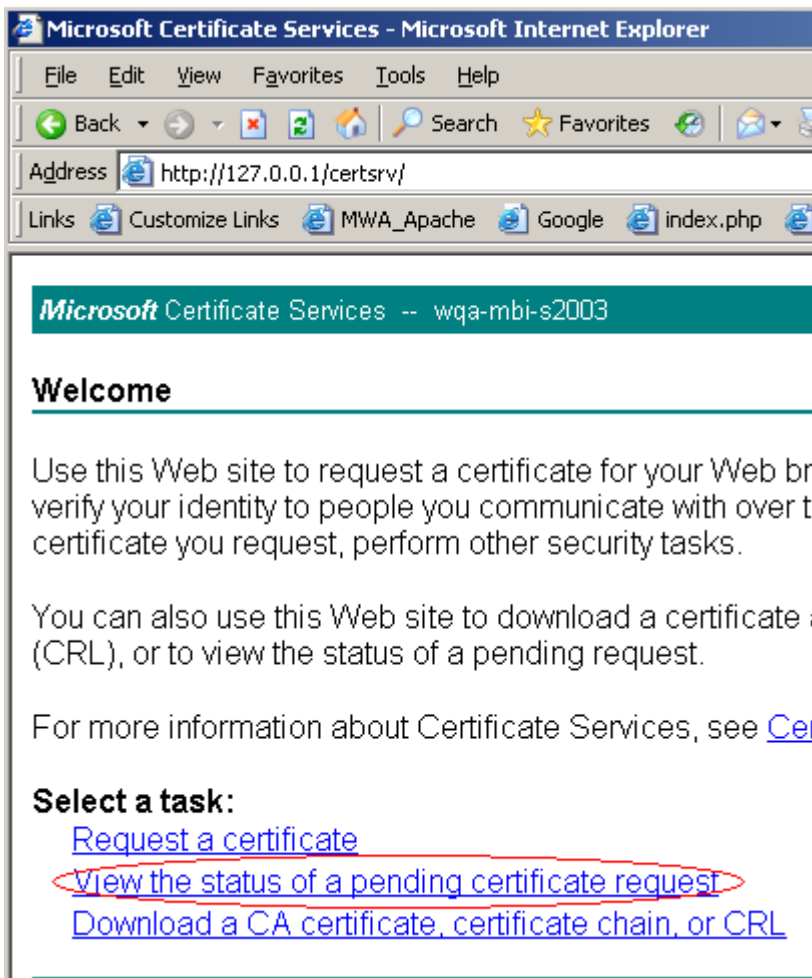 Microsoft Certificate Services - Microsoft Internet Explorer
File Edit View Favorites Tools Help
Back Search Favorites
Address http://127.0.0.1/certsrv/
Links Customize Links MWA_Apache Google index.php
Microsoft Certificate Services -- wqa-mbi-s2003
Welcome
Use this Web site to request a certificate for your Web br
verify your identity to people you communicate with over t
certificate you request, perform other security tasks.
You can also use this Web site to download a certificate
(CRL), or to view the status of a pending request.
For more information about Certificate Services, see Cer
Select a task:
Request a certificate
View the status of a pending certificate request
Download a CA certificate, certificate chain, or CRL